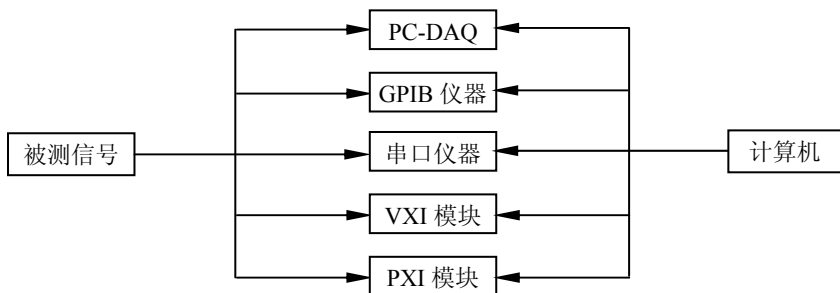 PC-DAQ
GPIB 仪器
被测信号
串口仪器
计算机
VXI 模块
PXI 模块